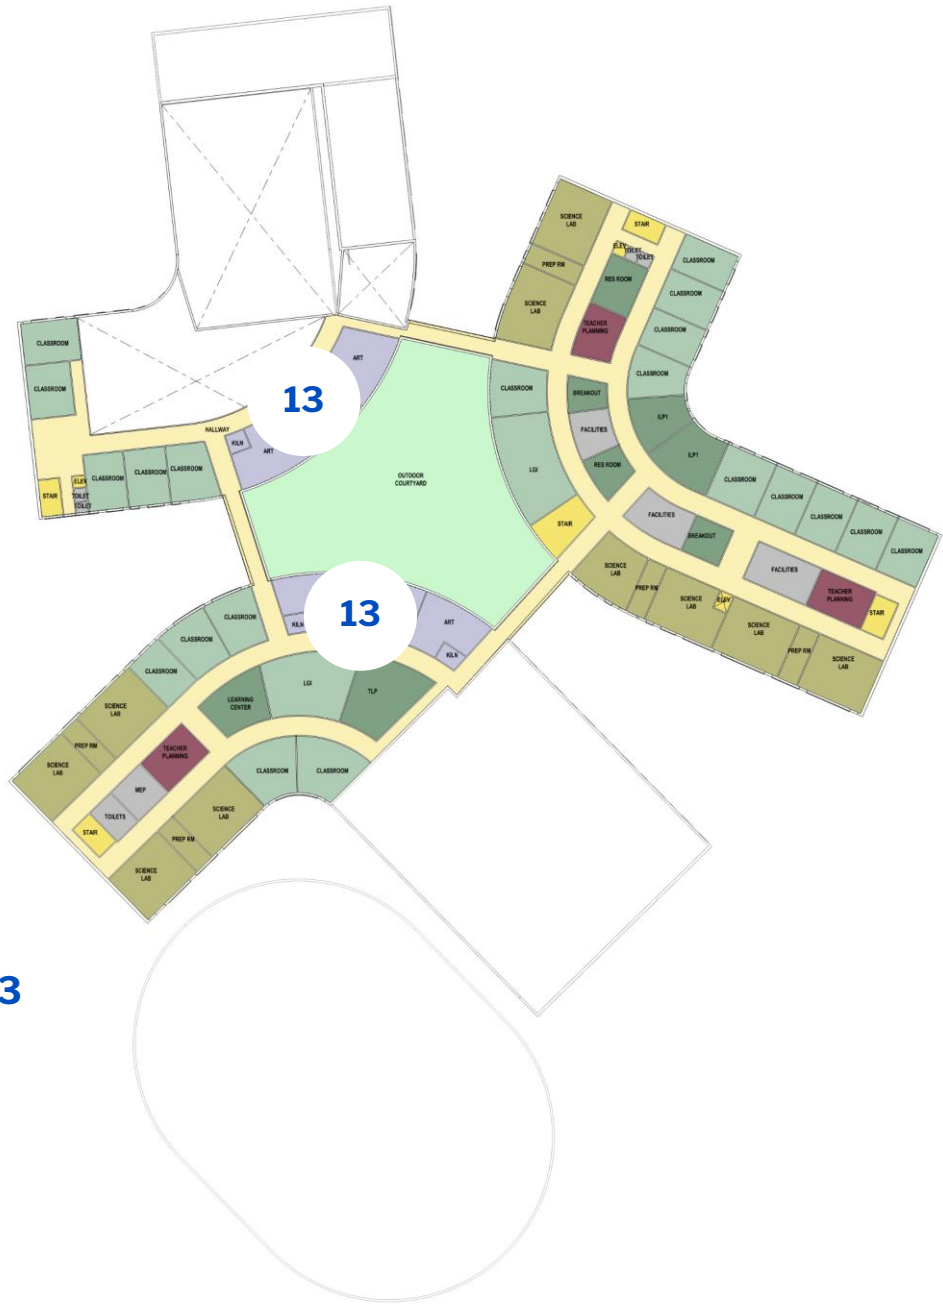 SCIENCE
LAB
STAIR
ELEV
TOILET
TOILET
CLASSROOM
PREP RM
RES ROOM
CLASSROOM
SCIENCE
LAB
TEACHER
PLANNING
CLASSROOM
CLASSROOM
CLASSROOM
ART
CLASSROOM
CLASSROOM
BREAKOUT
13
ILP1
HALLWAY
FACILITIES
KILN
ART
ILP1
CLASSROOM
CLASSROOM
CLASSROOM
RES ROOM
LGI
OUTDOOR
COURTYARD
CLASSROOM
ELEV
TOILET
TOILET
STAIR
CLASSROOM
FACILITIES
CLASSROOM
STAIR
BREAKOUT
CLASSROOM
CLASSROOM
SCIENCE
LAB
FACILITIES
PREP RM
SCIENCE
LAB
ELEV
TEACHER
PLANNING
STAIR
13
KILN
ART
KILN
SCIENCE
LAB
PREP RM
SCIENCE
LAB
CLASSROOM
CLASSROOM
CLASSROOM
LGI
TLP
LEARNING
CENTER
SCIENCE
LAB
PREP RM
SCIENCE
LAB
TEACHER
PLANNING
CLASSROOM
CLASSROOM
MEP
TOILETS
STAIR
SCIENCE
LAB
PREP RM
SCIENCE
LAB
3